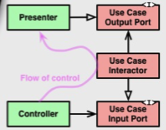 Presenter
Use Case
Output Port
Use Case
Interactor
Flow of control
Controller
Use Case
Input Port